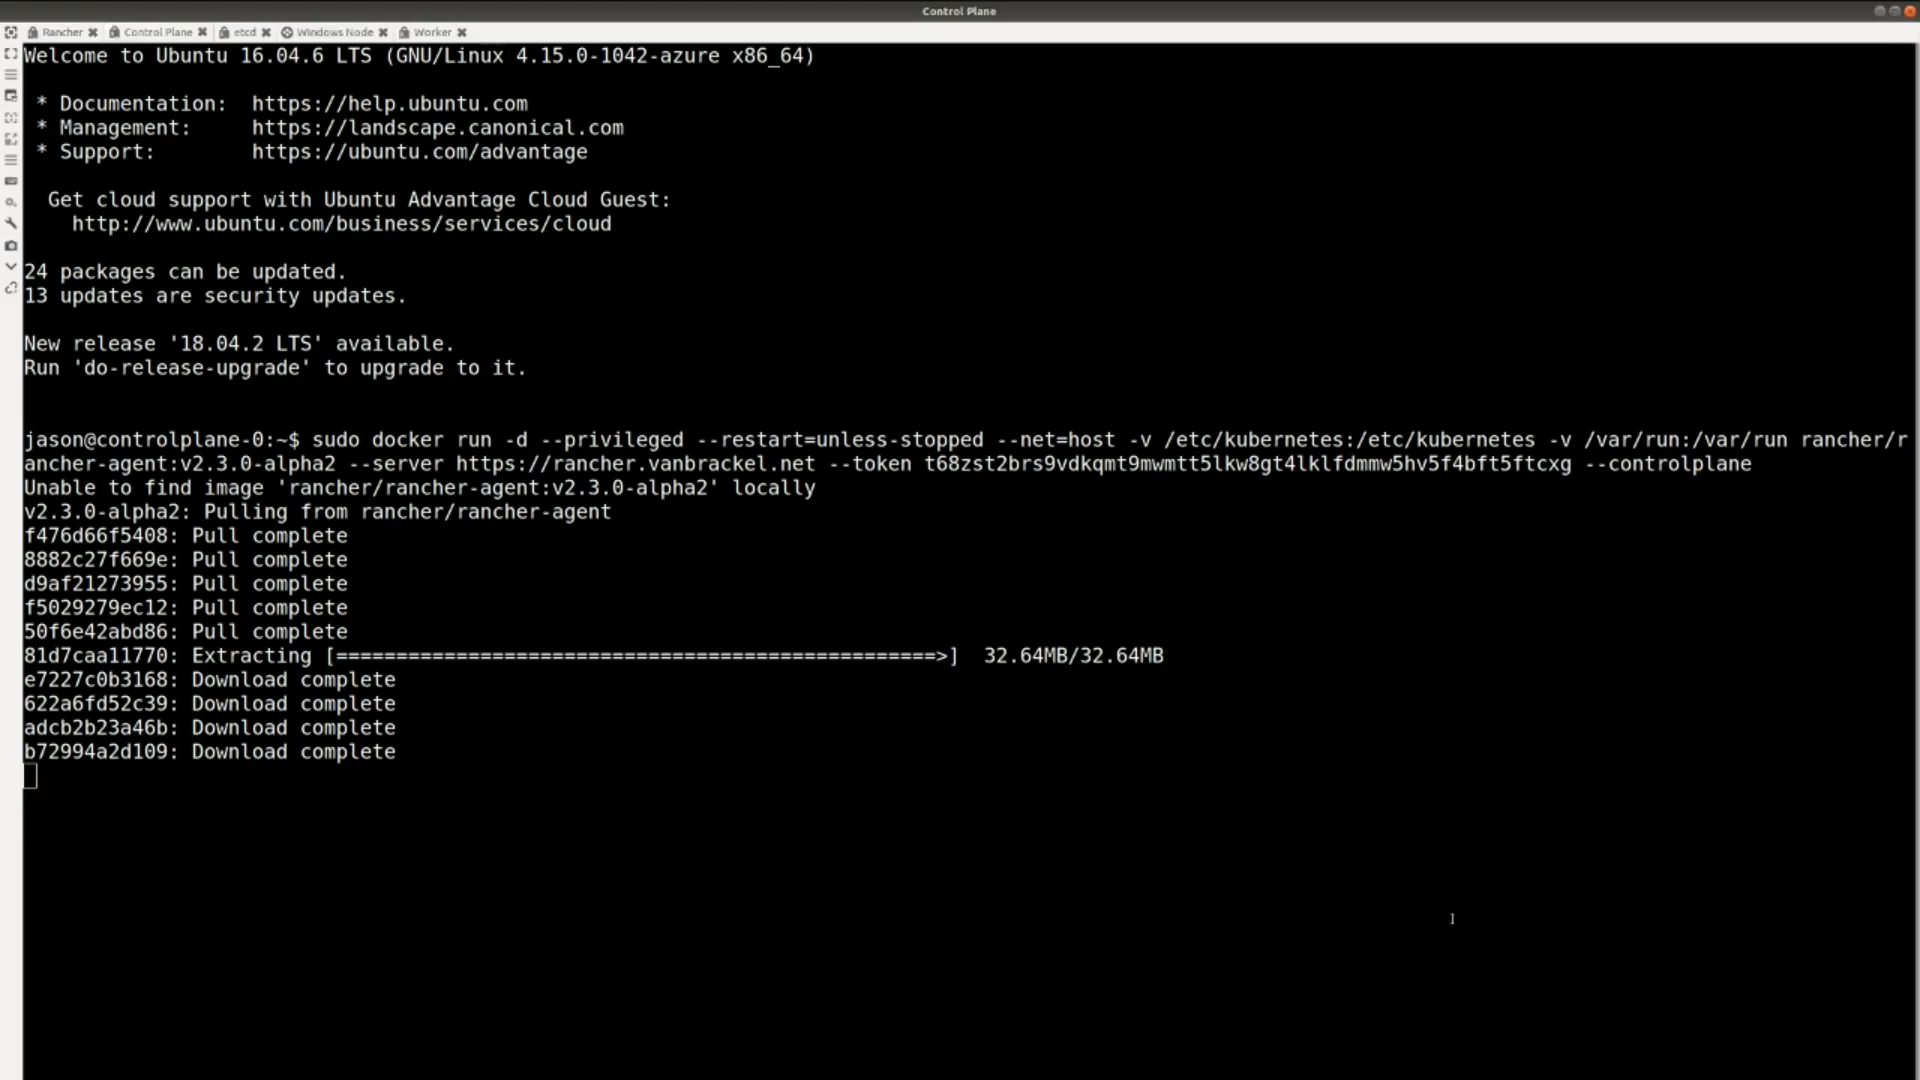 Control Plane
Rancher Control Plane etcd Windows Node Worker
Welcome to Ubuntu 16.04.6 LTS (GNU/Linux 4.15.0-1042-azure x86_64)
* Documentation: https://help.ubuntu.com
* Management: https://landscape.canonical.com
* Support: https://ubuntu.com/advantage
Get cloud support with Ubuntu Advantage Cloud Guest:
http://www.ubuntu.com/business/services/cloud
24 packages can be updated.
13 updates are security updates.
New release '18.04.2 LTS' available.
Run 'do-release-upgrade' to upgrade to it.
jason@controlplane-0:~$ sudo docker run -d --privileged --restart=unless-stopped --net=host -v /etc/kubernetes:/etc/kubernetes -v /var/run:/var/run rancher/r
ancher-agent:v2.3.0-alpha2 --server https://rancher.vanbrackel.net --token t68zst2brs9vdkqmt9mwmtt5lkw8gt4lklfdmmw5hv5f4bft5ftcxg --controlplane
Unable to find image 'rancher/rancher-agent:v2.3.0-alpha2' locally
v2.3.0-alpha2: Pulling from rancher/rancher-agent
f476d66f5408: Pull complete
8882c27f669e: Pull complete
d9af21273955: Pull complete
f5029279ec12: Pull complete
50f6e42abd86: Pull complete
81d7caa11770: Extracting [==================================================>] 32.64MB/32.64MB
e7227c0b3168: Download complete
622a6fd52c39: Download complete
adcb2b23a46b: Download complete
b72994a2d109: Download complete